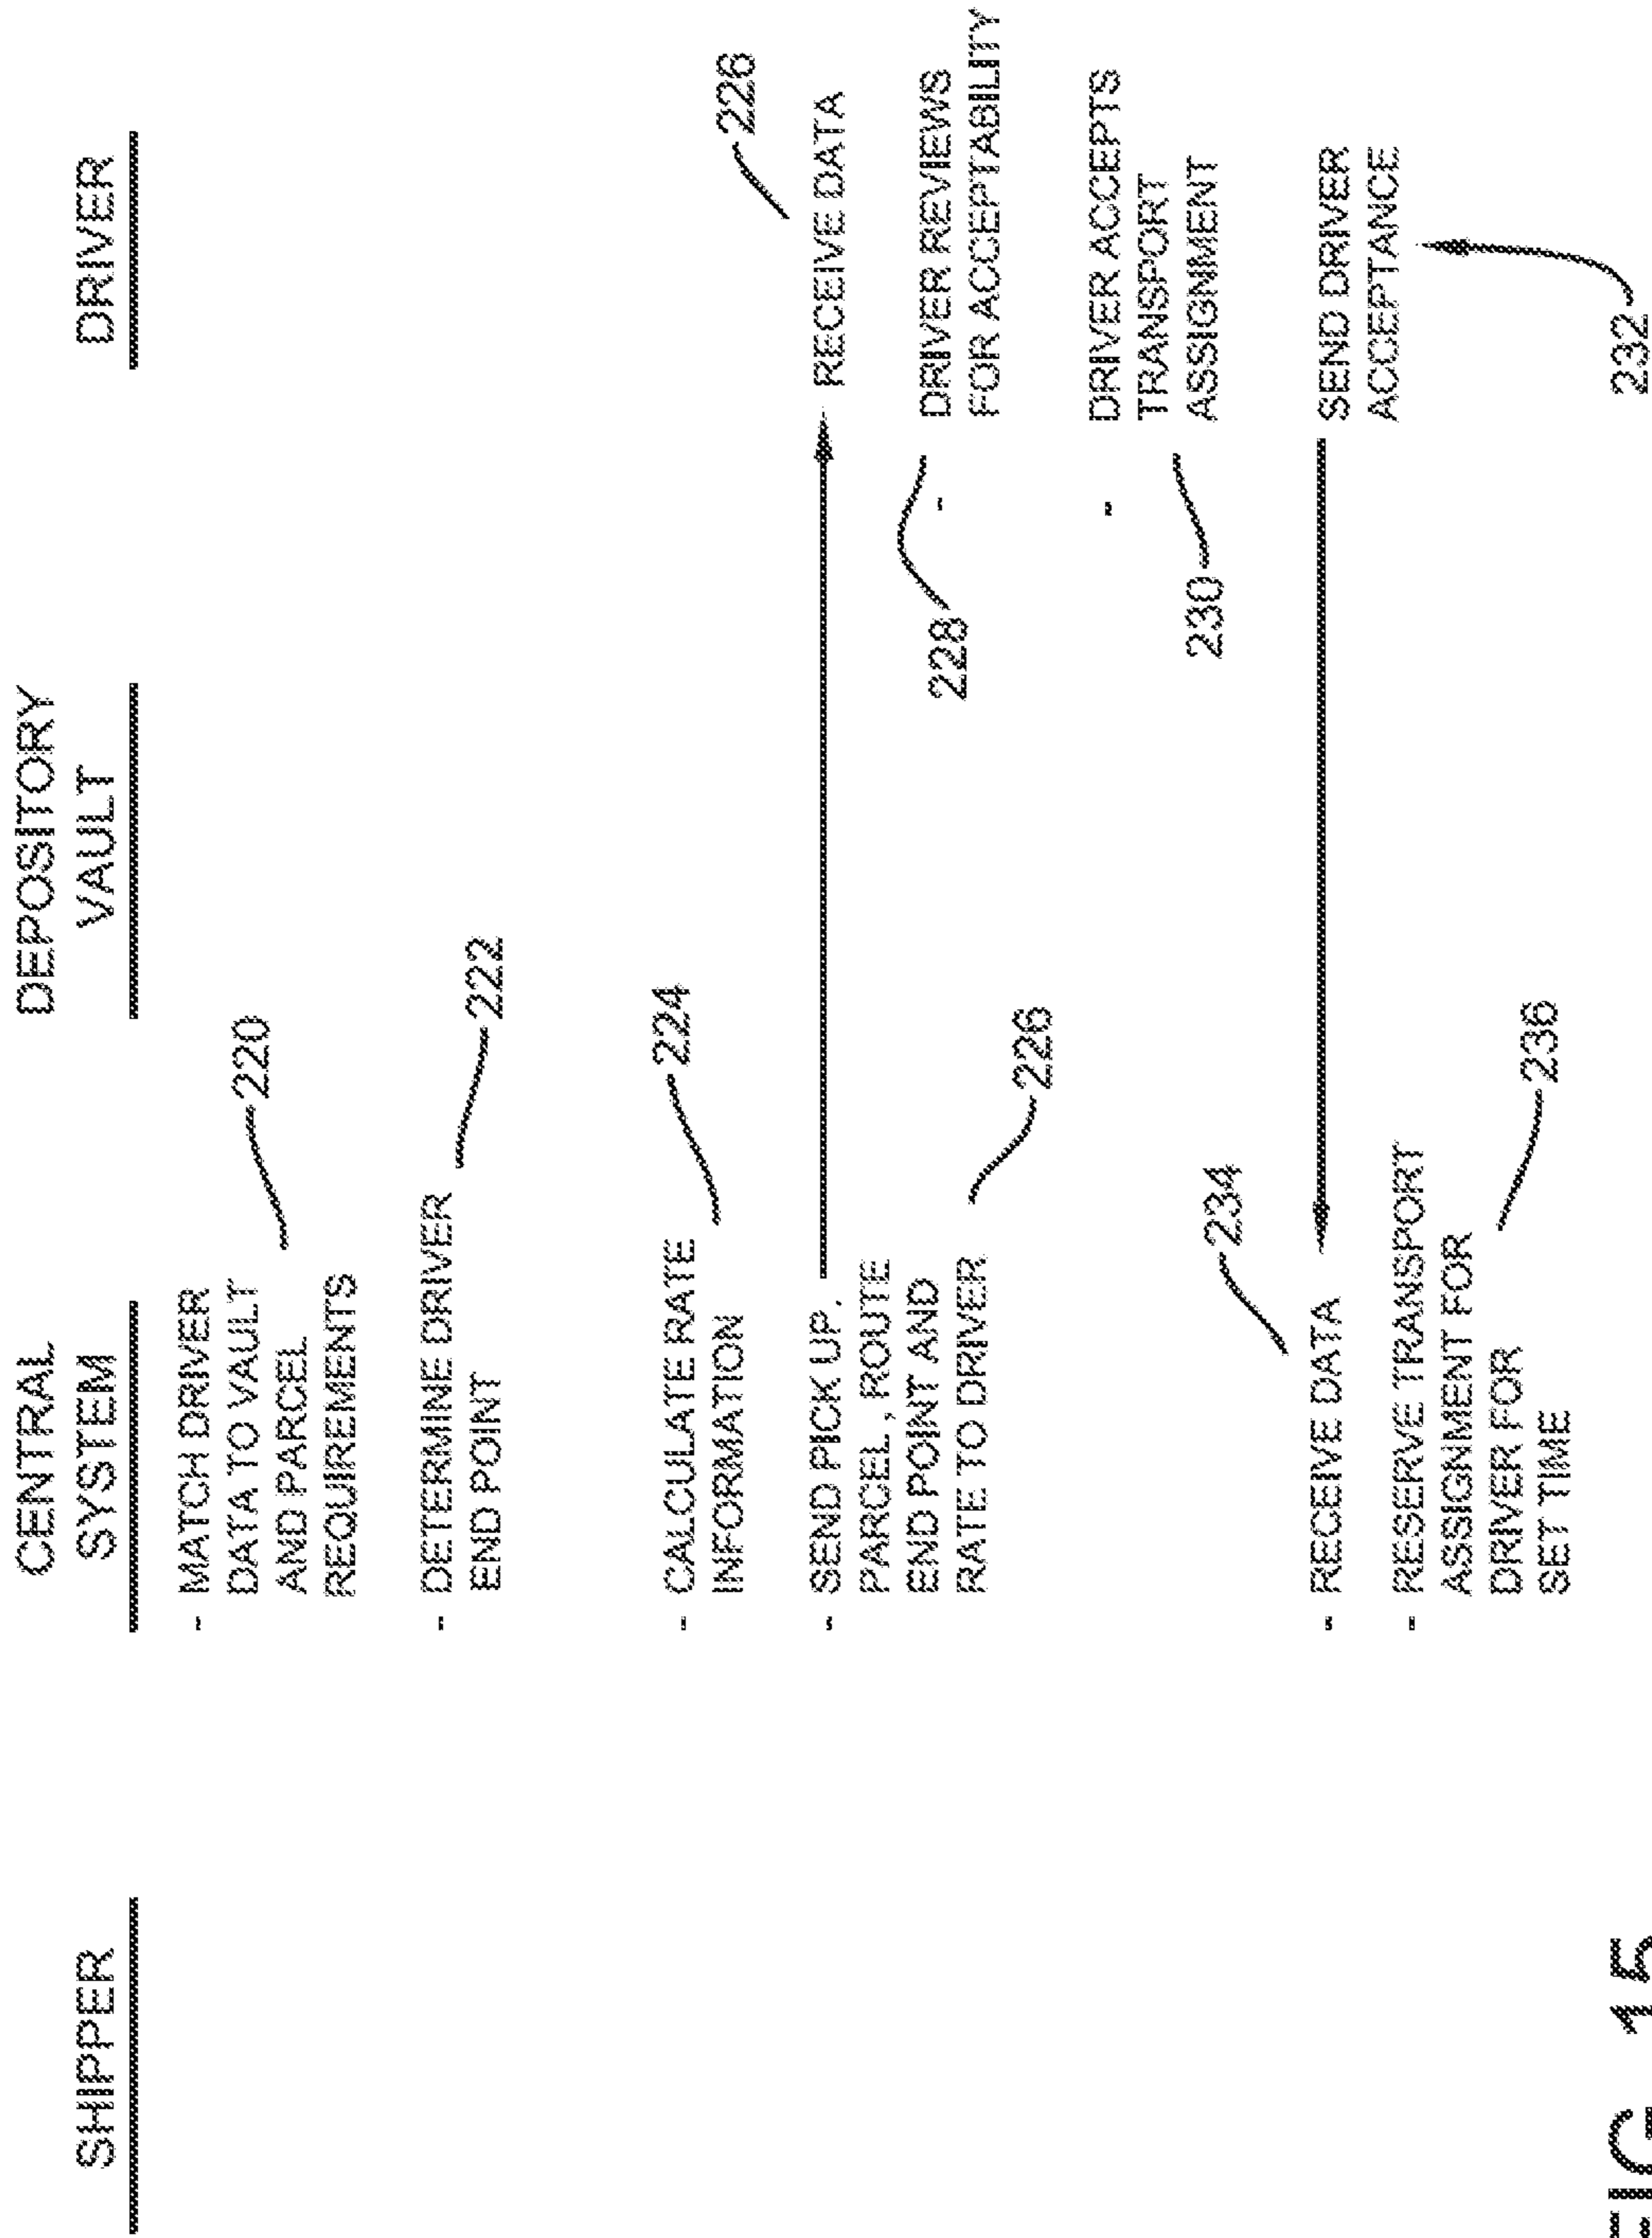 SHIPPER
CENTRAL
SYSTEM
DEPOSITORY
VAULT
DRIVER
- MATCH DRIVER
DATA TO VAULT
AND PARCEL
REQUIREMENTS
220
- DETERMINE DRIVER
END POINT
222
- CALCULATE RATE
INFORMATION
224
- SEND PICK UP,
PARCEL, ROUTE
END POINT AND
RATE TO DRIVER
226
RECEIVE DATA
226
- DRIVER REVIEWS
FOR ACCEPTABILITY
228
- DRIVER ACCEPTS
TRANSPORT
ASSIGNMENT
230
SEND DRIVER
ACCEPTANCE
232
- RECEIVE DATA
234
- RESERVE TRANSPORT
ASSIGNMENT FOR
DRIVER FOR
SET TIME
236
FIG. 15